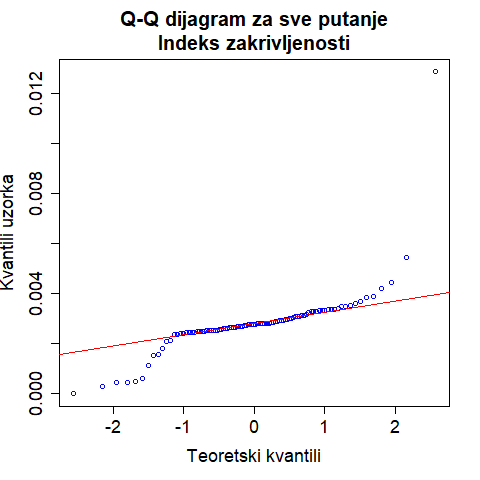 Q-Q dijagram za sve putanje
Indeks zakrivljenosti
Kvantili uzorka
0.012
0.008
0.004
0.000
-2
-1
0
1
2
Teoretski kvantili